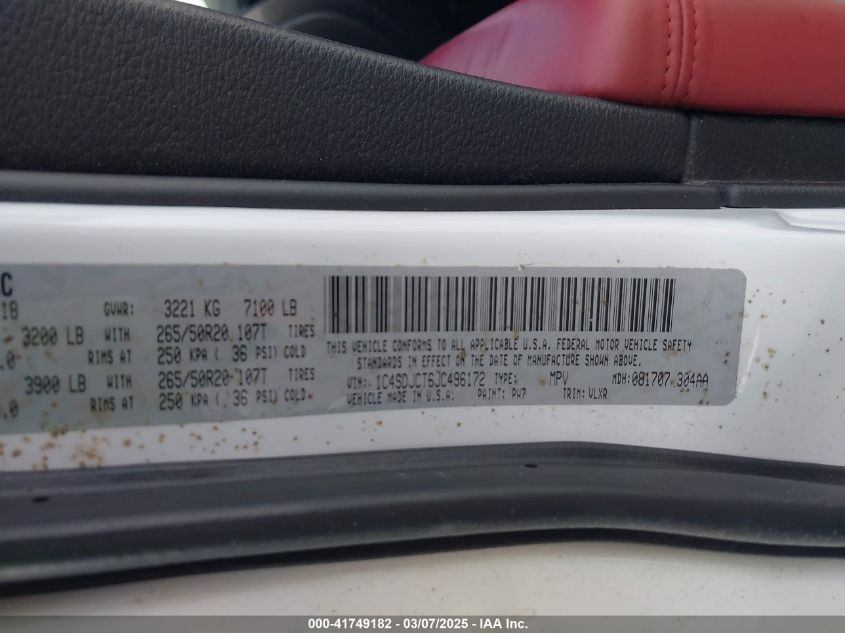 C
18 GVWR: 3221 KG 7100 LB
3200 LB WITH 265/50R20 107T TIRES
.0 RIMS AT 250 KPA ( 36 PSI) COLD
3900 LB WITH 265/50R20 107T TIRES
0.0 RIMS AT 250 KPA ( 36 PSI) COLD
THIS VEHICLE CONFORMS TO ALL APPLICABLE U.S.A. FEDERAL MOTOR VEHICLE SAFETY
STANDARDS IN EFFECT ON THE DATE OF MANUFACTURE SHOWN ABOVE.
VIN: 1C4SDJCT6JC496172 TYPE: MPV MDH: 081707 304AA
VEHICLE MADE IN U.S.A. PAINT: PW7 TRIM: VLXR
000-41749182 - 03/07/2025 - IAA Inc.